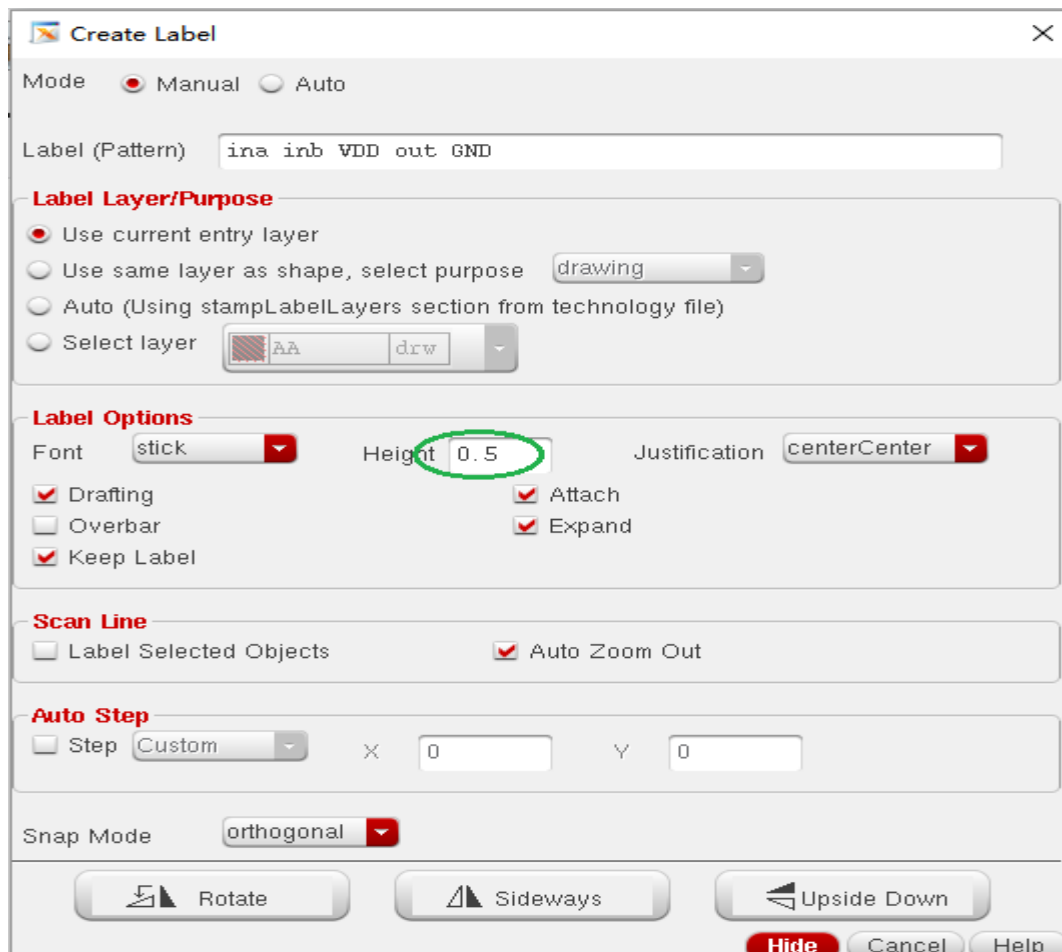 Create Label
Mode Manual Auto
Label (Pattern) ina inb VDD out GND
Label Layer/Purpose
Use current entry layer
Use same layer as shape, select purpose drawing
Auto (Using stampLabelLayers section from technology file)
Select layer AA drw
Label Options
Font stick Height 0.5 Justification centerCenter
Drafting Attach
Overbar Expand
Keep Label
Scan Line
Label Selected Objects Auto Zoom Out
Auto Step
Step Custom X 0 Y 0
Snap Mode orthogonal
Rotate Sideways Upside Down
Hide Cancel Help